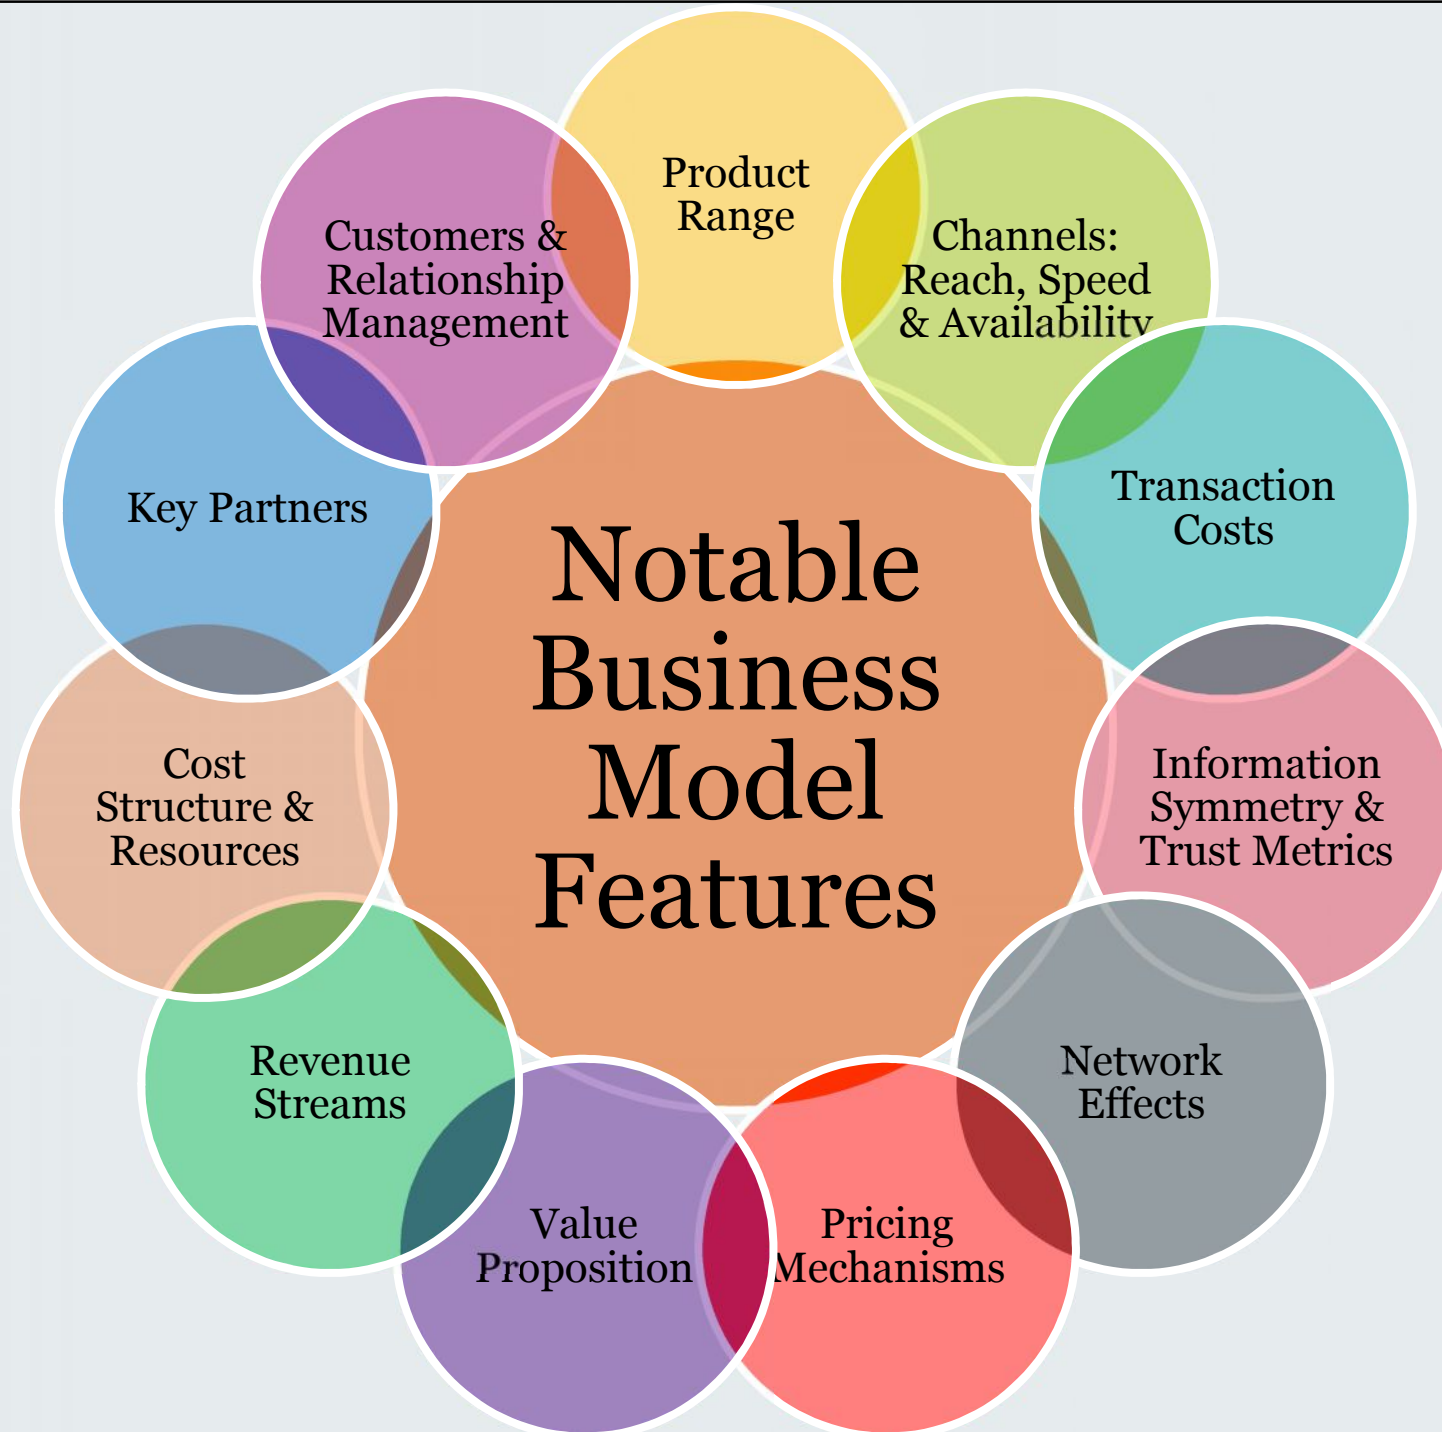 Product
Range
Channels:
Reach, Speed
& Availability
Transaction
Costs
Information
Symmetry &
Trust Metrics
Network
Effects
Pricing
Mechanisms
Value
Proposition
Revenue
Streams
Cost
Structure &
Resources
Key Partners
Customers &
Relationship
Management
Notable
Business
Model
Features